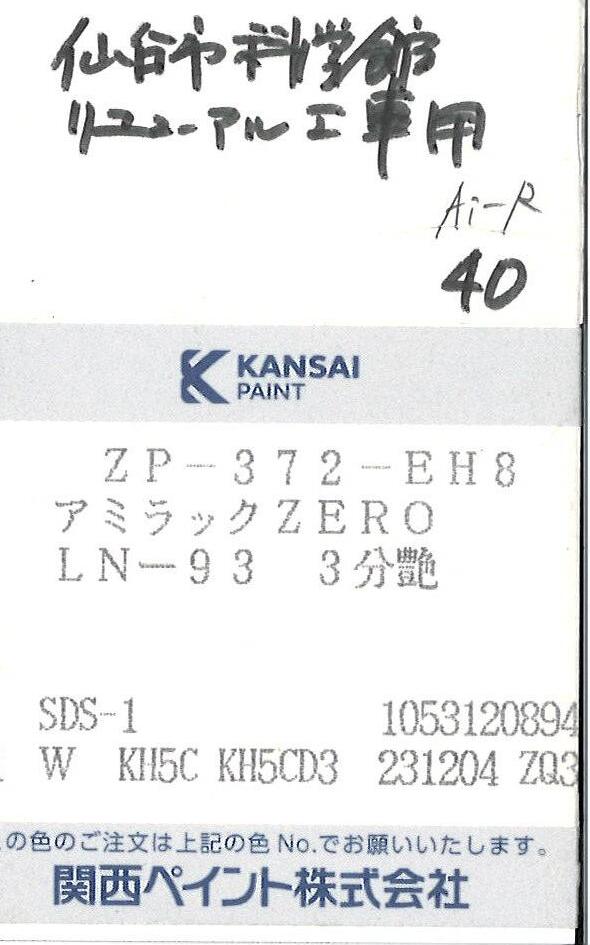 仙台市科学館
リニューアル工事用
Ai-R
40
KANSAI
PAINT
ZP-372-EH8
アミラックZERO
LN-93 3分艶
SDS-1 1053120894
W KH5C KH5CD3 231204 ZQ3
の色のご注文は上記の色No.でお願いいたします。
関西ペイント株式会社